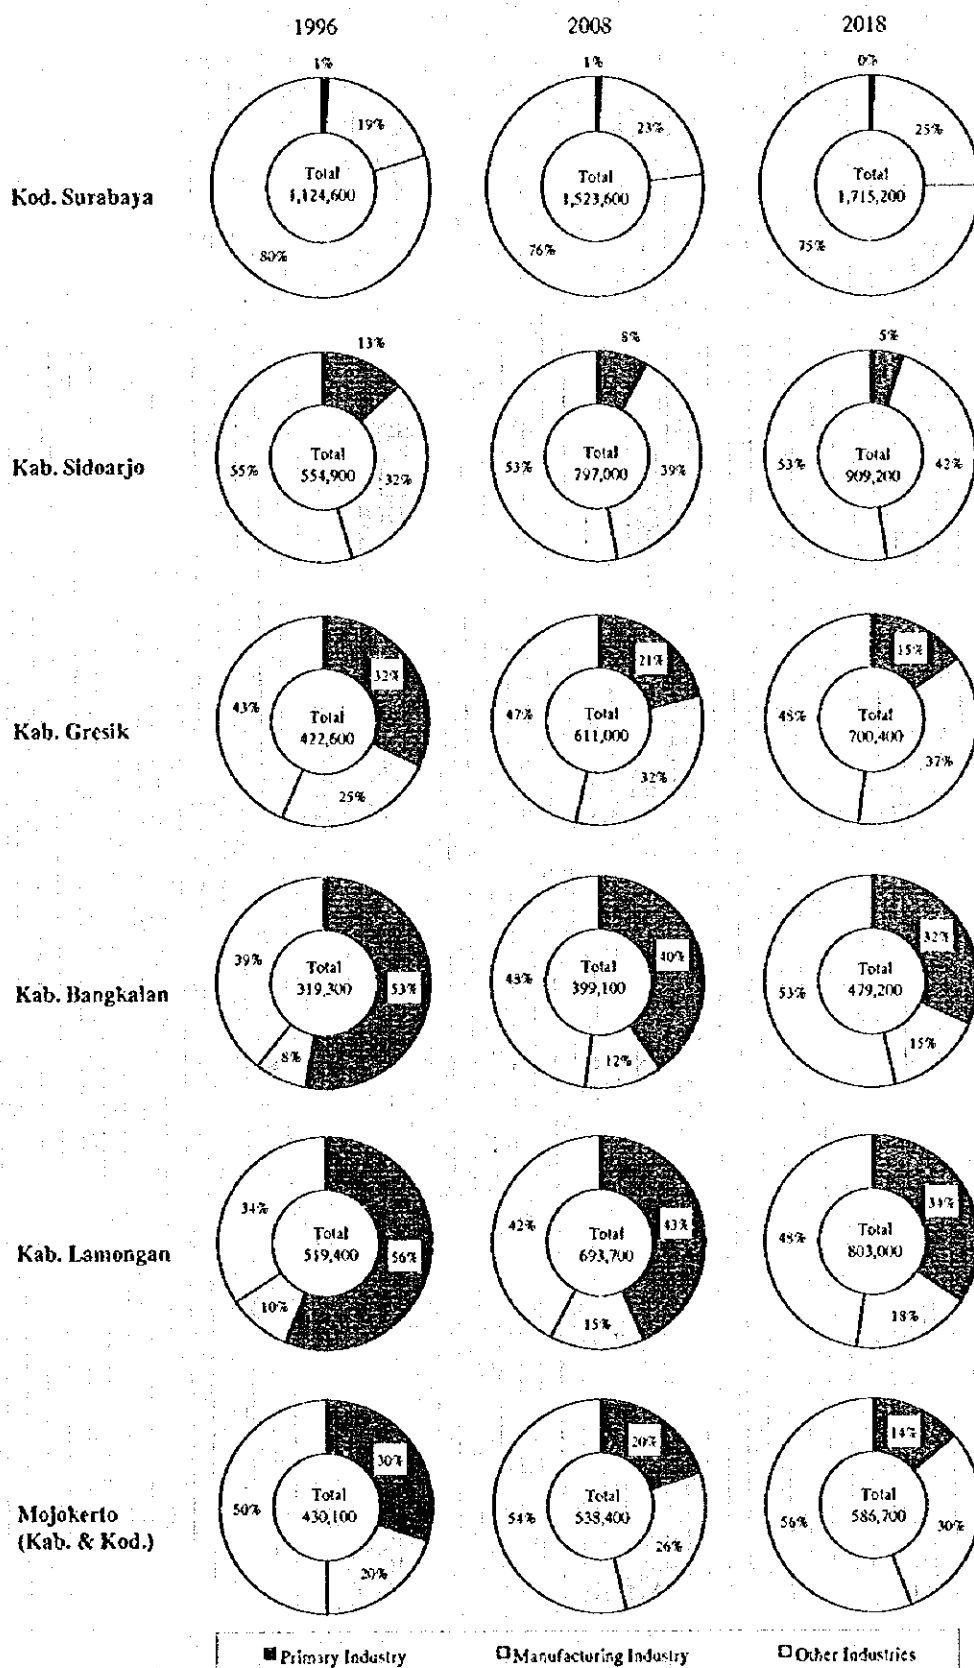 1996 2008 2018
1% 1% 0%
19% 23% 25%
Kod. Surabaya
Total 1,124,600
Total 1,523,600
Total 1,715,200
80% 76% 75%
13% 8% 5%
Kab. Sidoarjo
Total 554,900
Total 797,000
Total 909,200
55% 32% 53% 39% 53% 42%
32% 21% 15%
Kab. Gresik
43% 47% 48%
Total 422,600
Total 611,000
Total 700,400
25% 32% 37%
39% 48% 53%
Kab. Bangkalan
Total 319,300
Total 399,100
Total 479,200
53% 40% 32%
8% 12% 15%
34% 42% 48%
Kab. Lamongan
Total 519,400
Total 693,700
Total 803,000
56% 43% 34%
10% 15% 18%
30% 20% 14%
Mojokerto
(Kab. & Kod.)
50% 54% 56%
Total 430,100
Total 538,400
Total 586,700
20% 26% 30%
Primary Industry Manufacturing Industry Other Industries